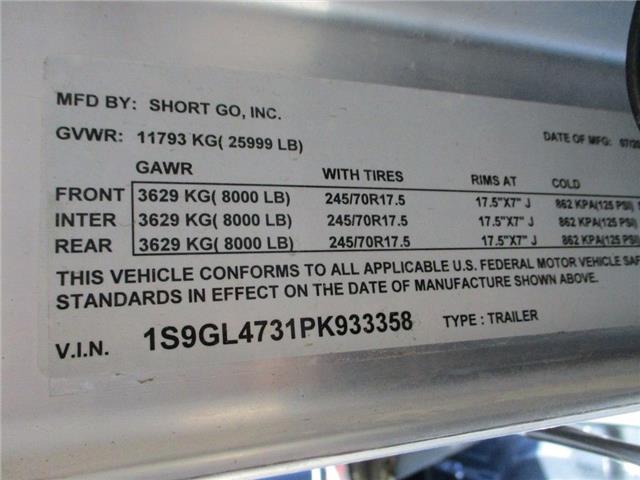 MFD BY: SHORT GO, INC.
GVWR: 11793 KG( 25999 LB) DATE OF MFG: 07/20
GAWR WITH TIRES RIMS AT COLD
FRONT 3629 KG( 8000 LB) 245/70R17.5 17.5"X7" J 862 KPA(125 PSI)
INTER 3629 KG( 8000 LB) 245/70R17.5 17.5"X7" J 862 KPA(125 PSI)
REAR 3629 KG( 8000 LB) 245/70R17.5 17.5"X7" J 862 KPA(125 PSI)
THIS VEHICLE CONFORMS TO ALL APPLICABLE U.S. FEDERAL MOTOR VEHICLE SAF
STANDARDS IN EFFECT ON THE DATE OF MANUFACTURE SHOWN ABOVE.
V.I.N. 1S9GL4731PK933358 TYPE : TRAILER